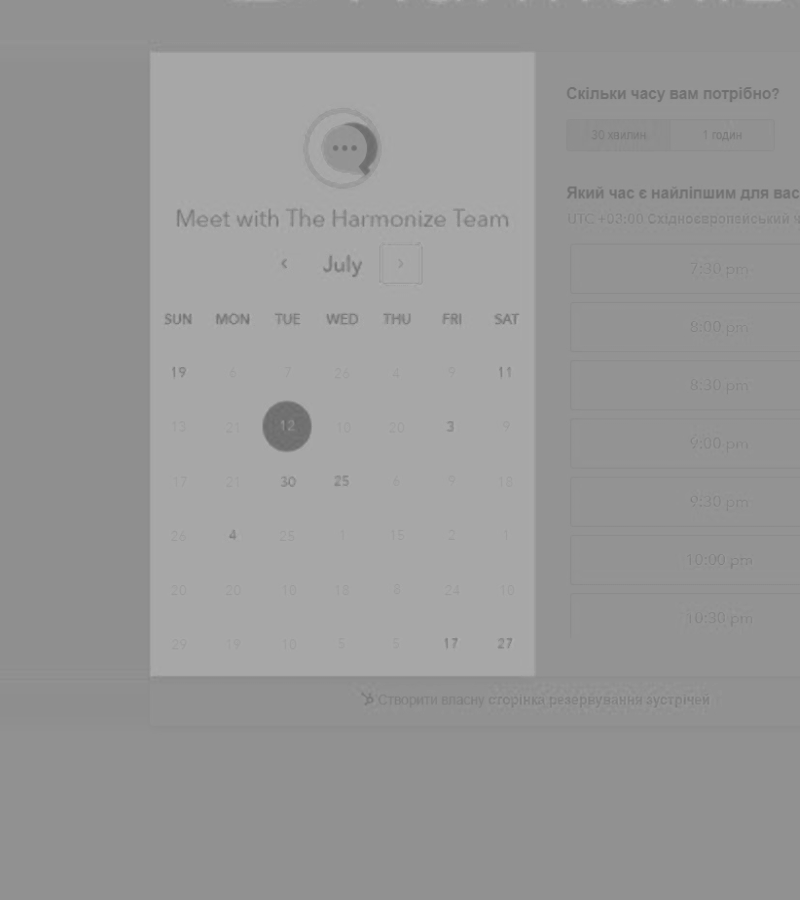 Meet with The Harmonize Team
July
SUN MON TUE WED THU FRI SAT
19 6 7 26 4 9 11
13 21 12 10 20 3 9
17 21 30 25 6 9 18
26 4 25 1 15 2 1
20 20 10 13 8 24 18
29 19 10 5 5 17 27
Скільки часу вам потрібно?
30 хвилин 1 годин
Який час є найліпшим для вас
UTC +03:00 Східноєвропейський
7:30 pm
8:00 pm
8:30 pm
9:00 pm
9:30 pm
10:00 pm
10:30 pm
Створити власну сторінку резервування зустрічей